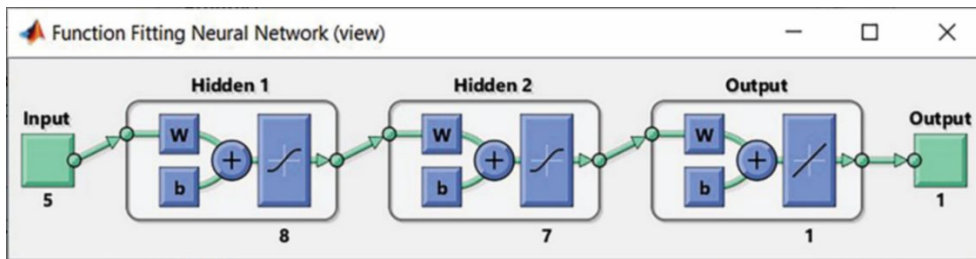 Function Fitting Neural Network (view)
Hidden 1 Hidden 2 Output
Input Output
W W W
b b b
5 1
8 7 1